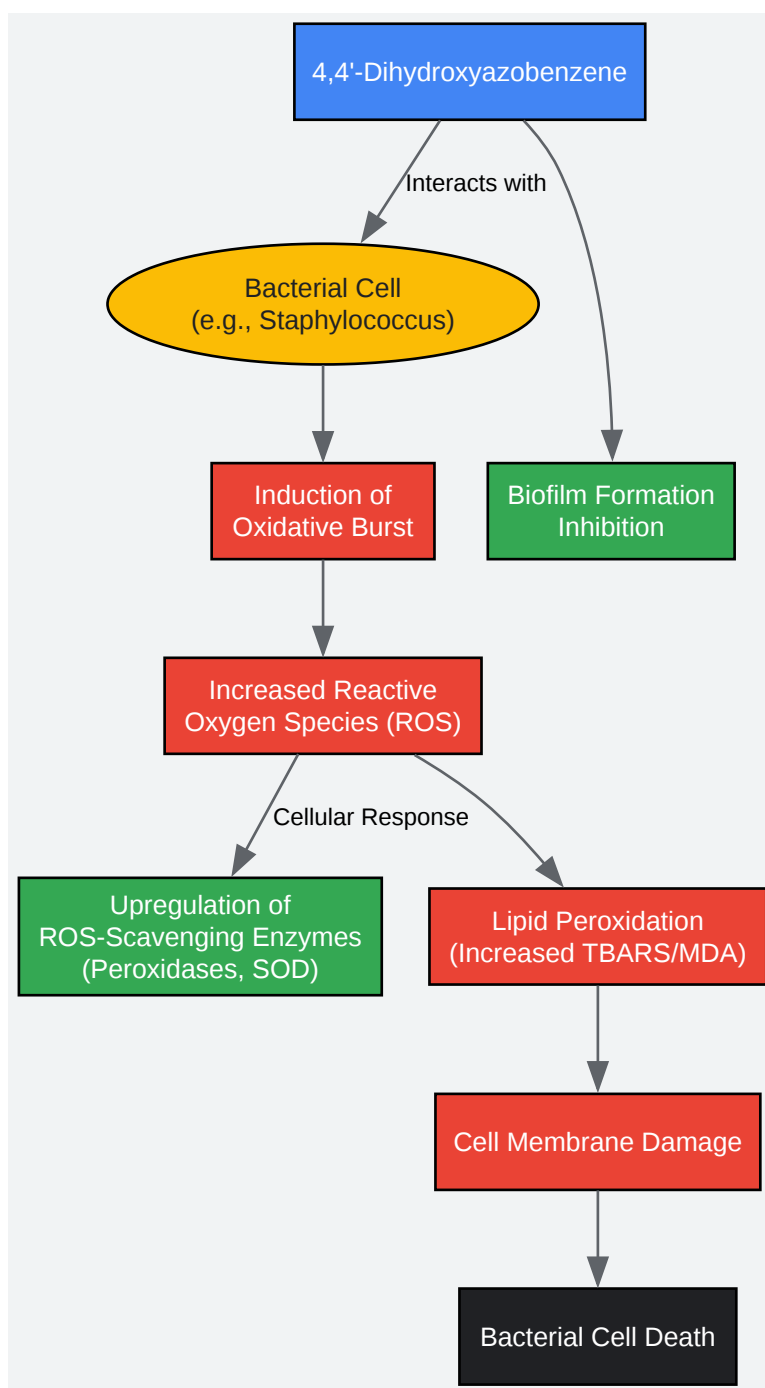 4,4'-Dihydroxyazobenzene
Interacts with
Bacterial Cell
(e.g., Staphylococcus)
Induction of
Oxidative Burst
Biofilm Formation
Inhibition
Increased Reactive
Oxygen Species (ROS)
Cellular Response
Upregulation of
ROS-Scavenging Enzymes
(Peroxidases, SOD)
Lipid Peroxidation
(Increased TBARS/MDA)
Cell Membrane Damage
Bacterial Cell Death